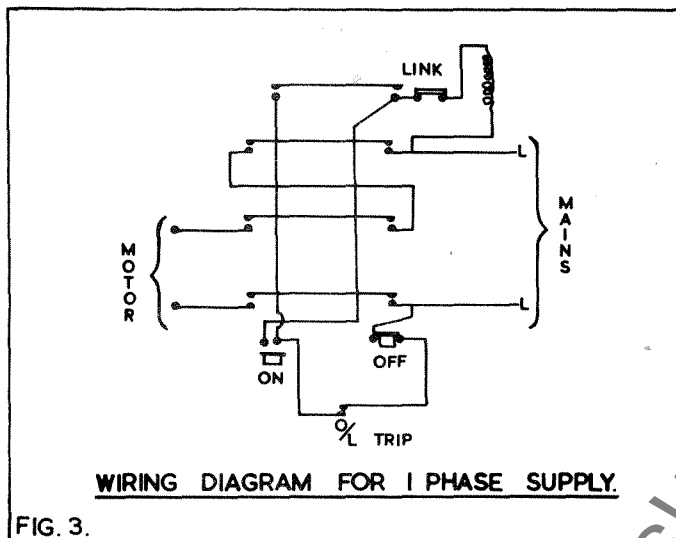 LINK
L
MAINS
MOTOR
L
OFF
ON
O/L TRIP
WIRING DIAGRAM FOR 1 PHASE SUPPLY.
FIG. 3.